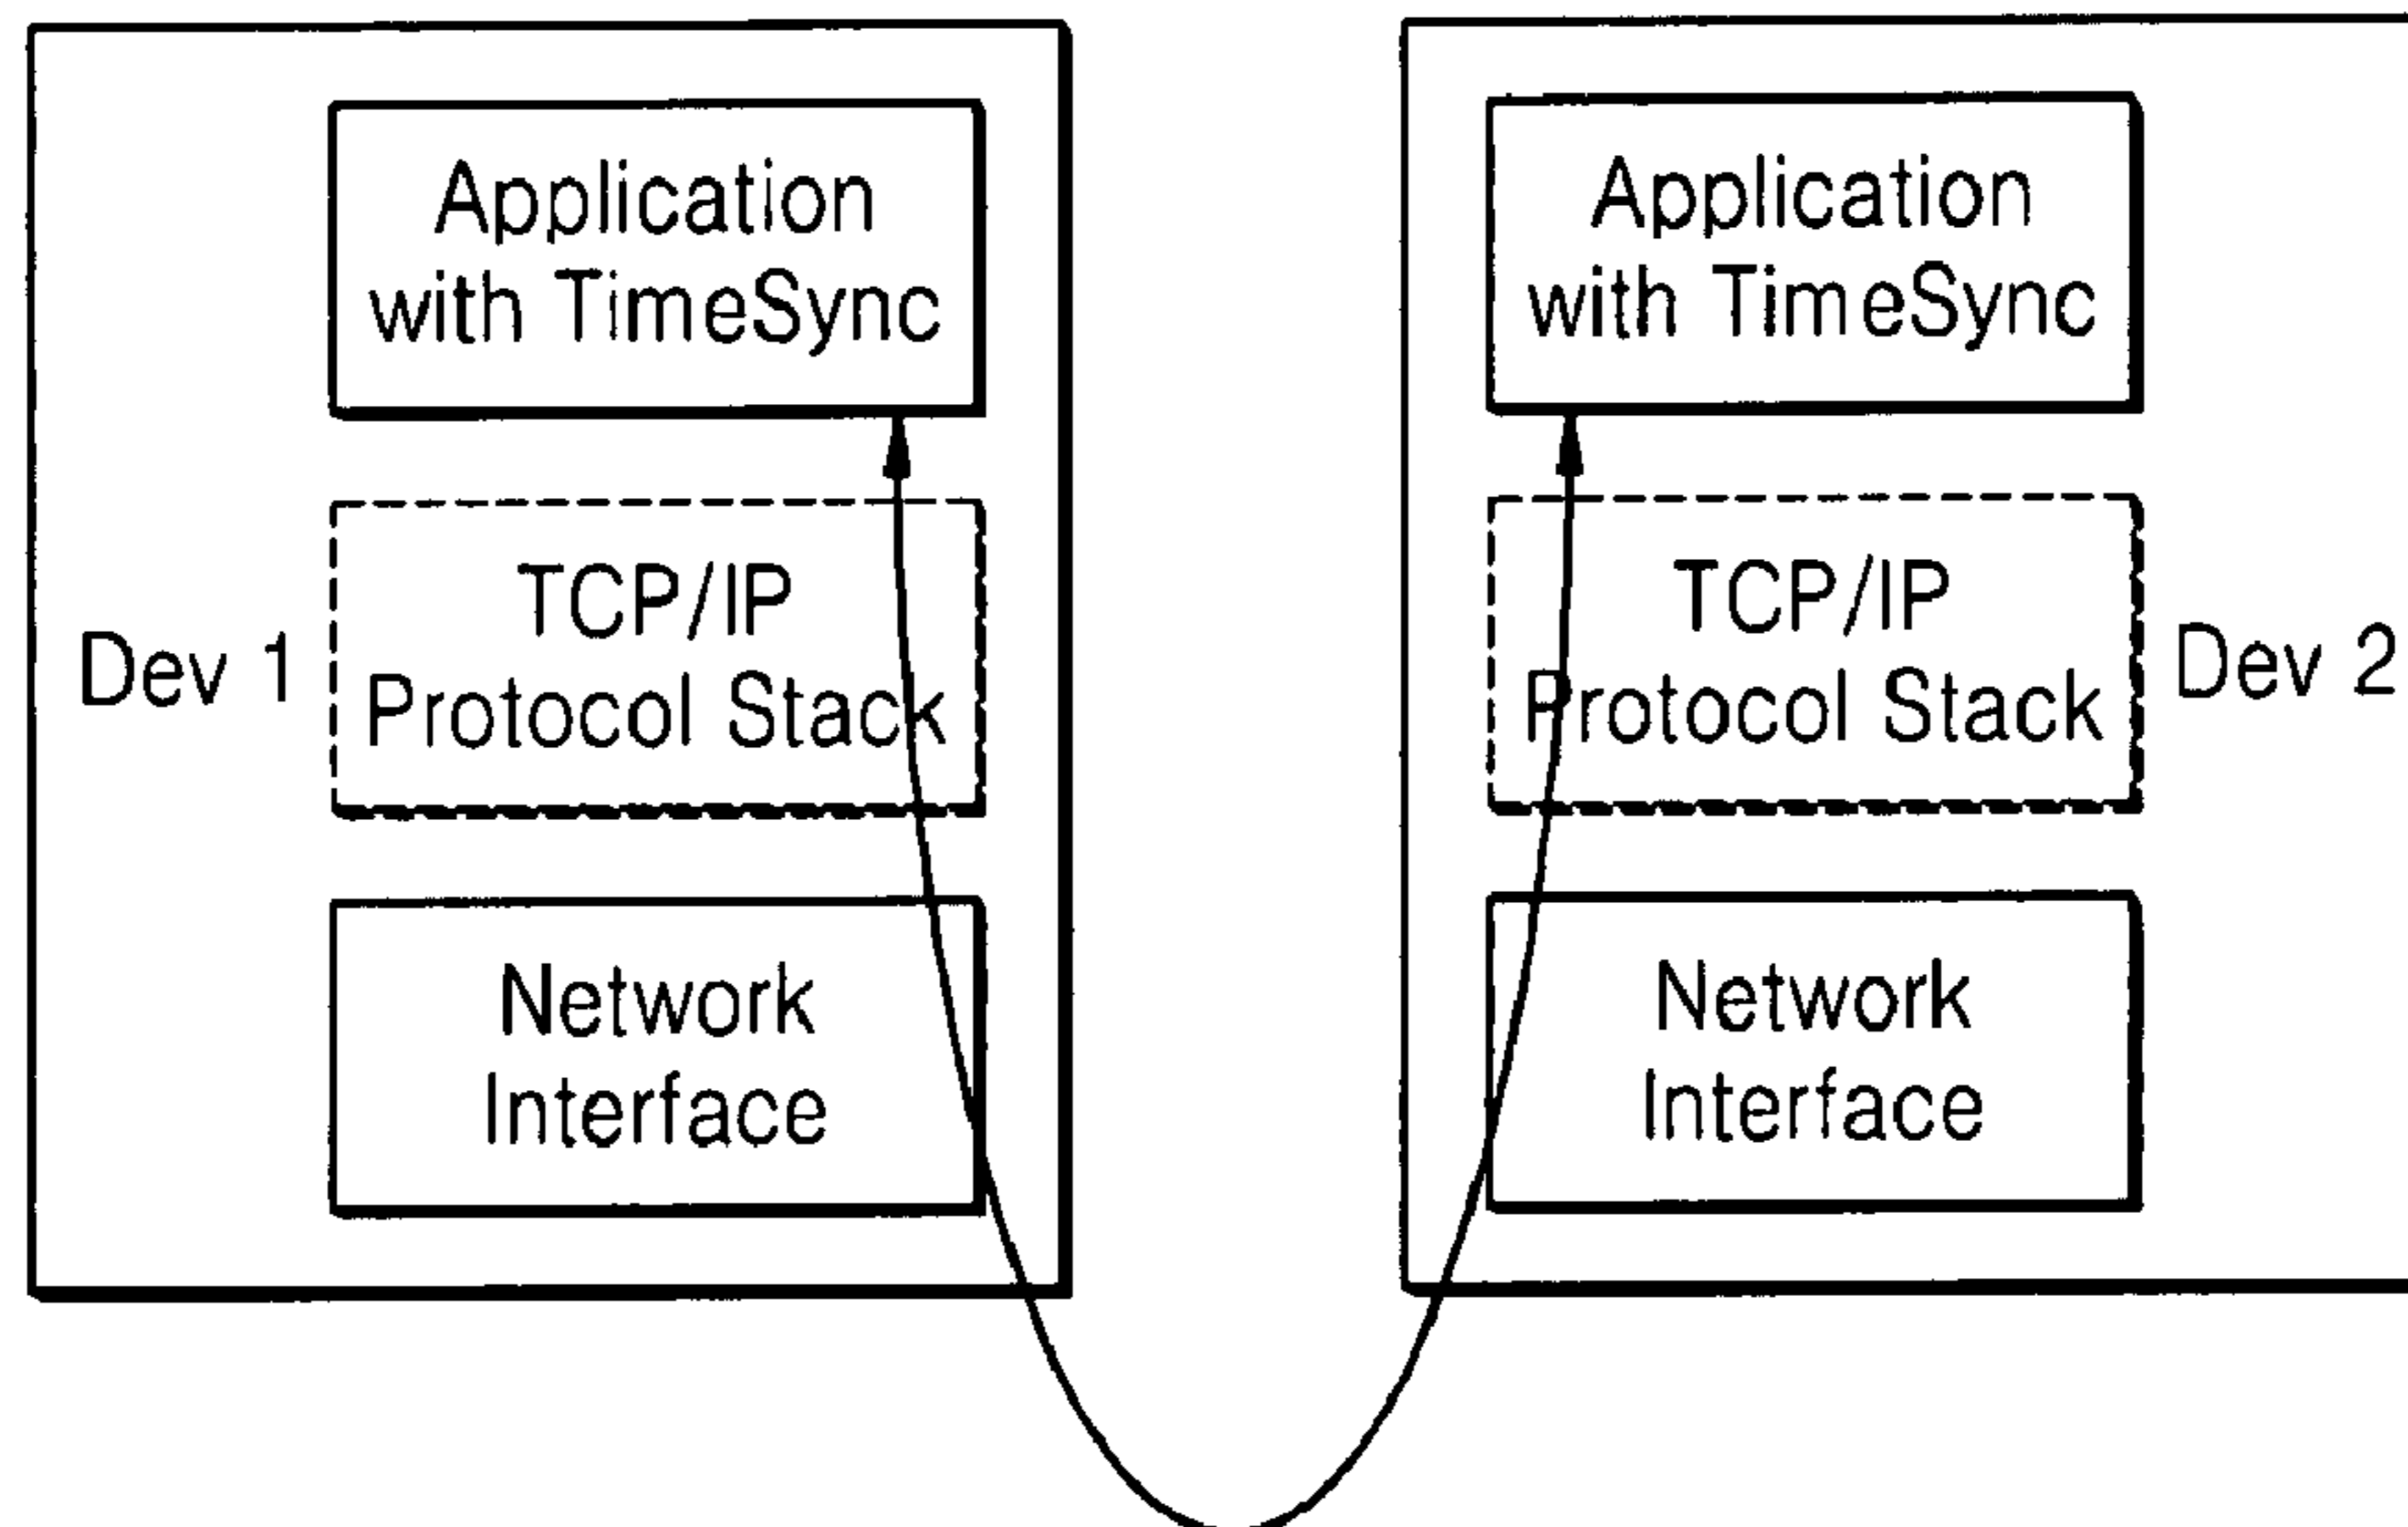 Application
with TimeSync
TCP/IP
Protocol Stack
Dev 1
Network
Interface
Application
with TimeSync
TCP/IP
Protocol Stack
Dev 2
Network
Interface